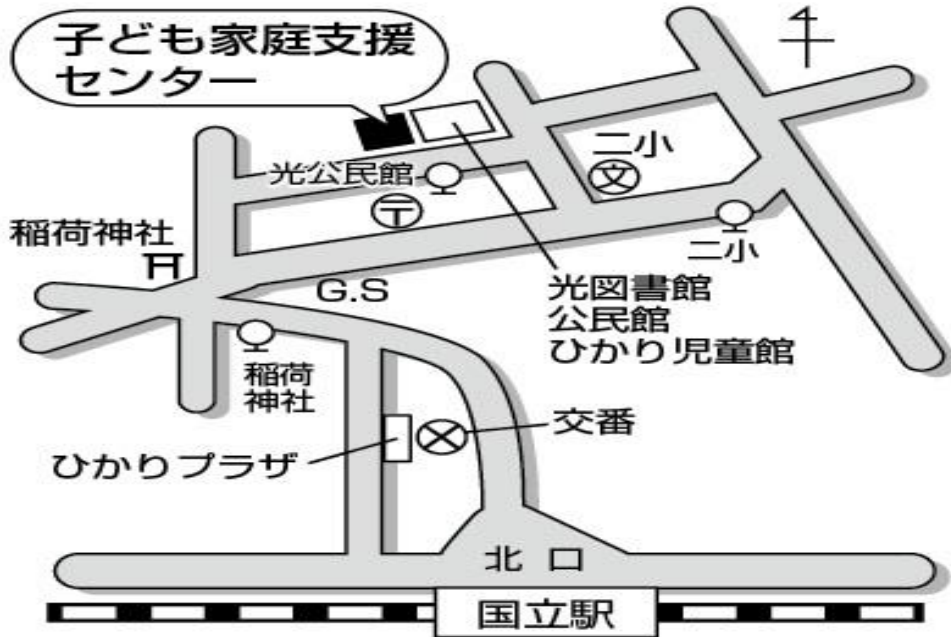 子ども家庭支援
センター
二小
光公民館
稲荷神社
二小
G.S
光図書館
公民館
ひかり児童館
稲荷
神社
交番
ひかりプラザ
北口
国立駅